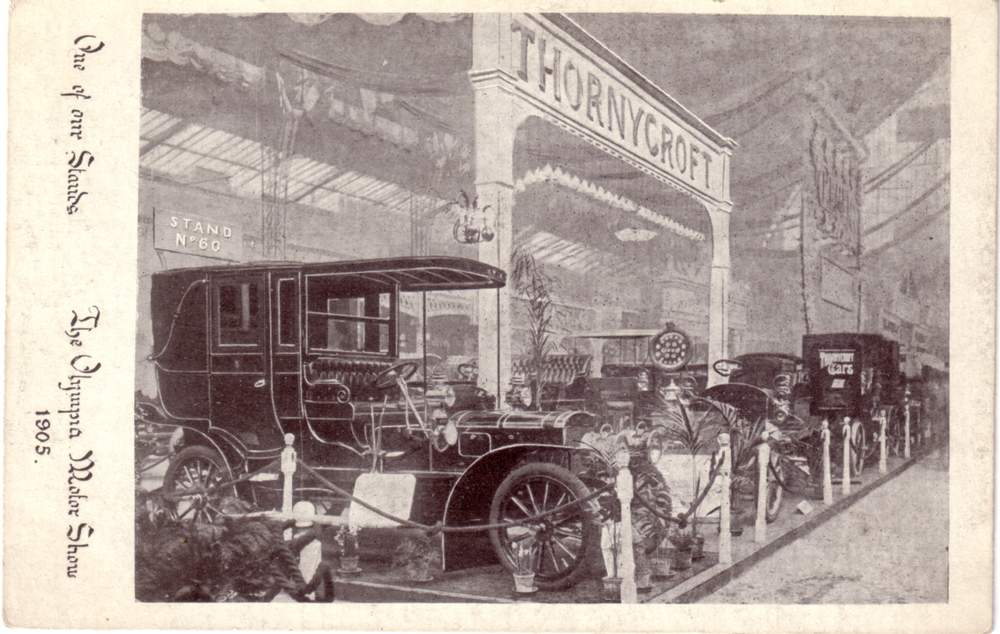 One of our Stands
The Olympia Motor Show
1905.
THORNYCROFT
STAND
Nº 60
Thornycroft
Cars